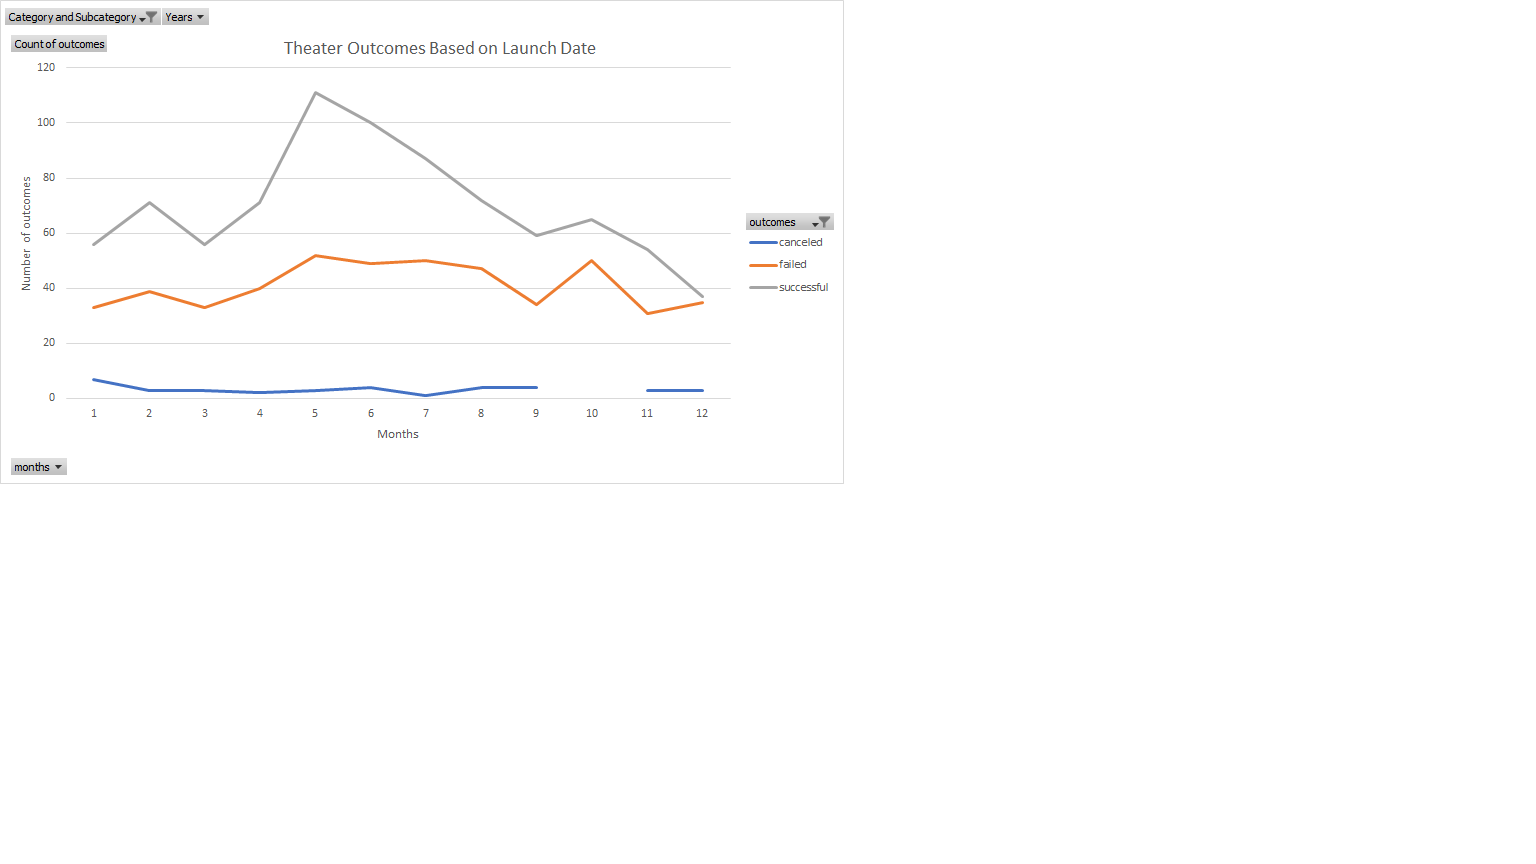 Category and Subcategory Years
Count of outcomes
Theater Outcomes Based on Launch Date
120
100
80
60
40
20
0
Number of outcomes
1 2 3 4 5 6 7 8 9 10 11 12
Months
outcomes
canceled
failed
successful
months